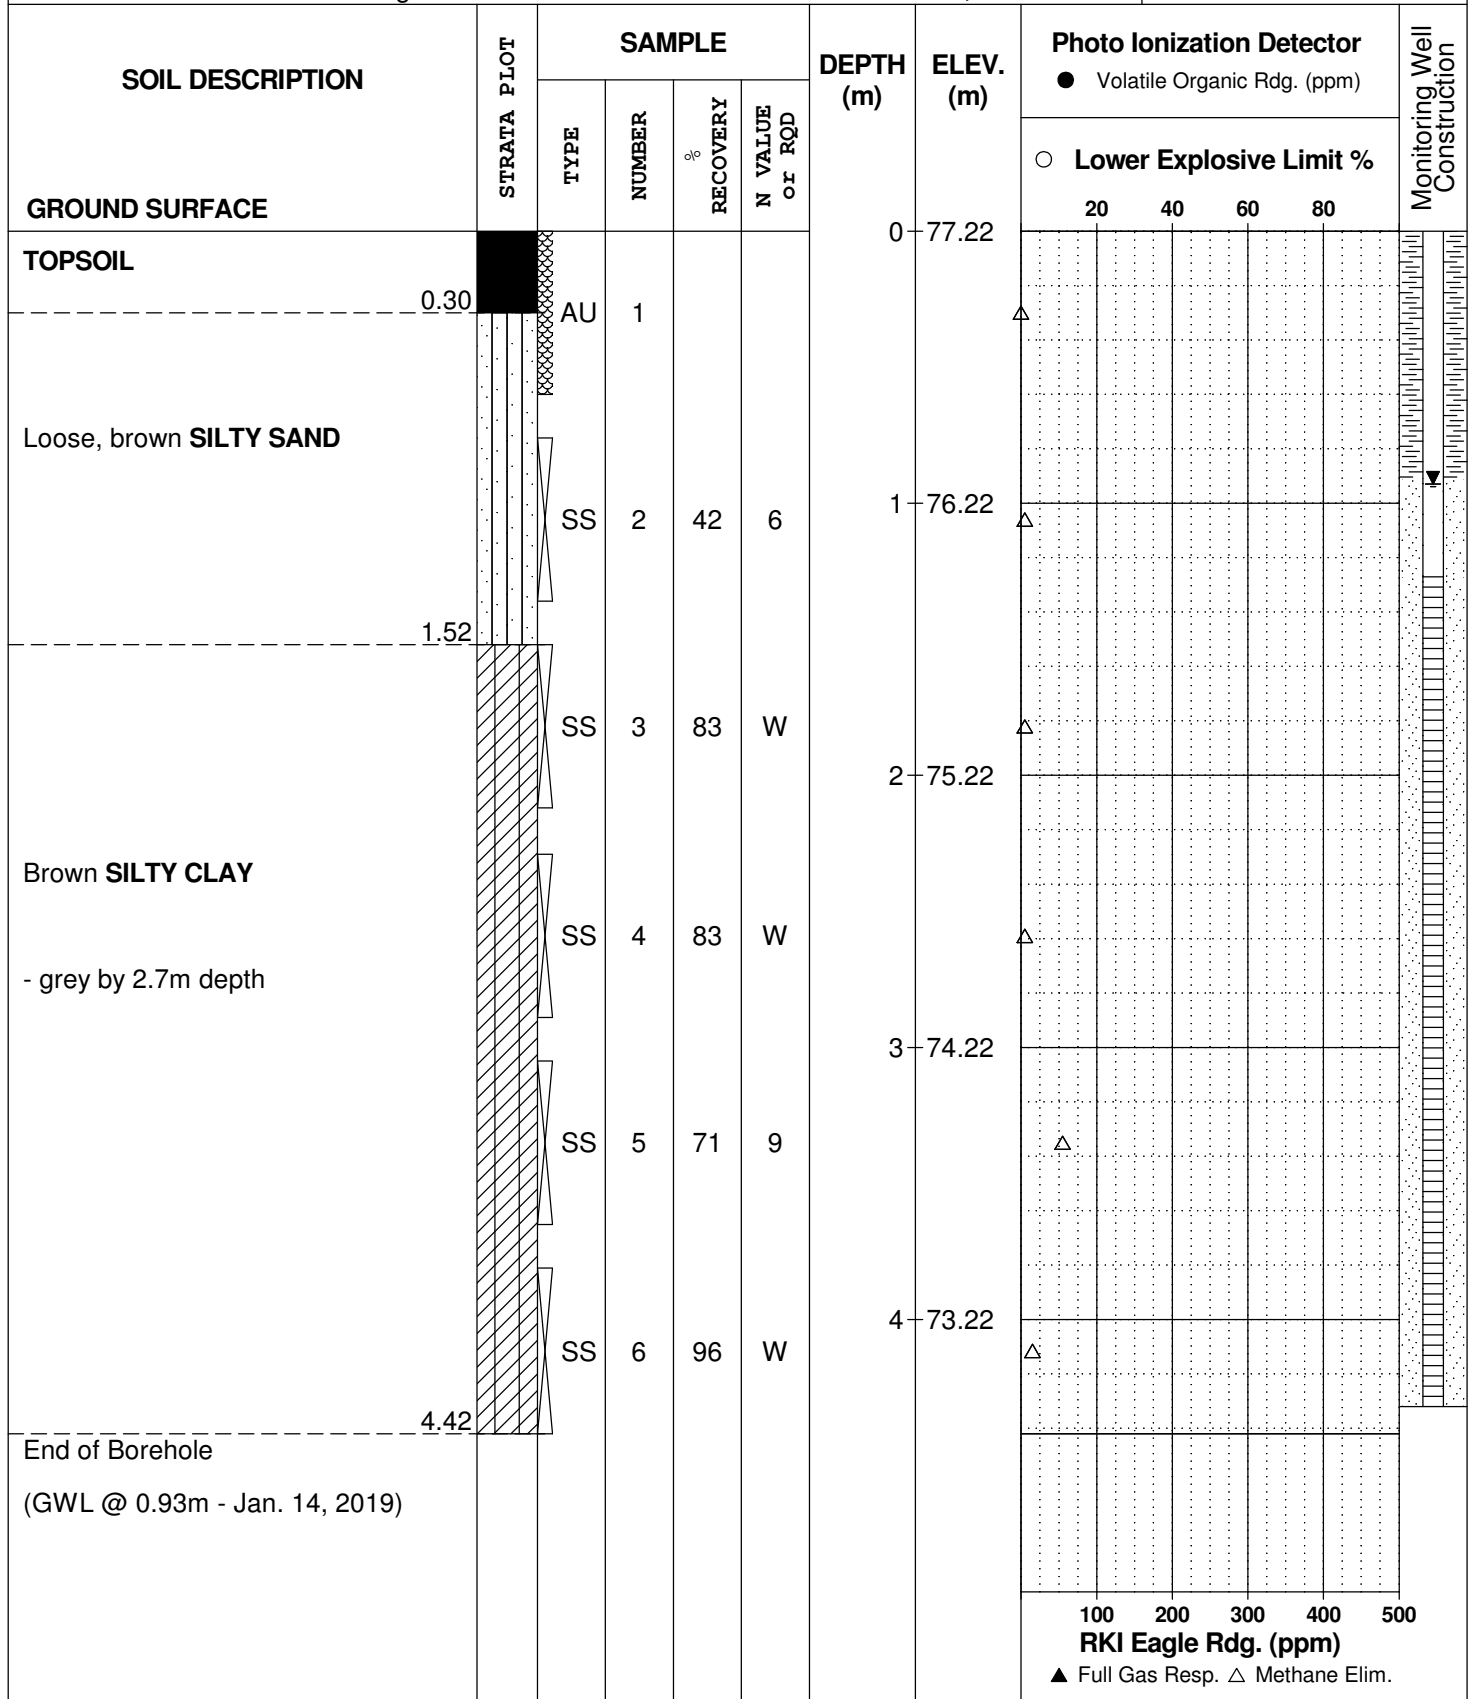 SOIL DESCRIPTION
GROUND SURFACE
STRATA PLOT
SAMPLE
TYPE
NUMBER
%
RECOVERY
N VALUE
or RQD
DEPTH
(m)
ELEV.
(m)
Photo Ionization Detector
● Volatile Organic Rdg. (ppm)
○ Lower Explosive Limit %
20 40 60 80
Monitoring Well
Construction
0 77.22
TOPSOIL
0.30
AU 1
Loose, brown SILTY SAND
1 76.22
SS 2 42 6
1.52
SS 3 83 W
2 75.22
Brown SILTY CLAY
SS 4 83 W
- grey by 2.7m depth
3 74.22
SS 5 71 9
4 73.22
SS 6 96 W
4.42
End of Borehole
(GWL @ 0.93m - Jan. 14, 2019)
100 200 300 400 500
RKI Eagle Rdg. (ppm)
▲ Full Gas Resp. △ Methane Elim.